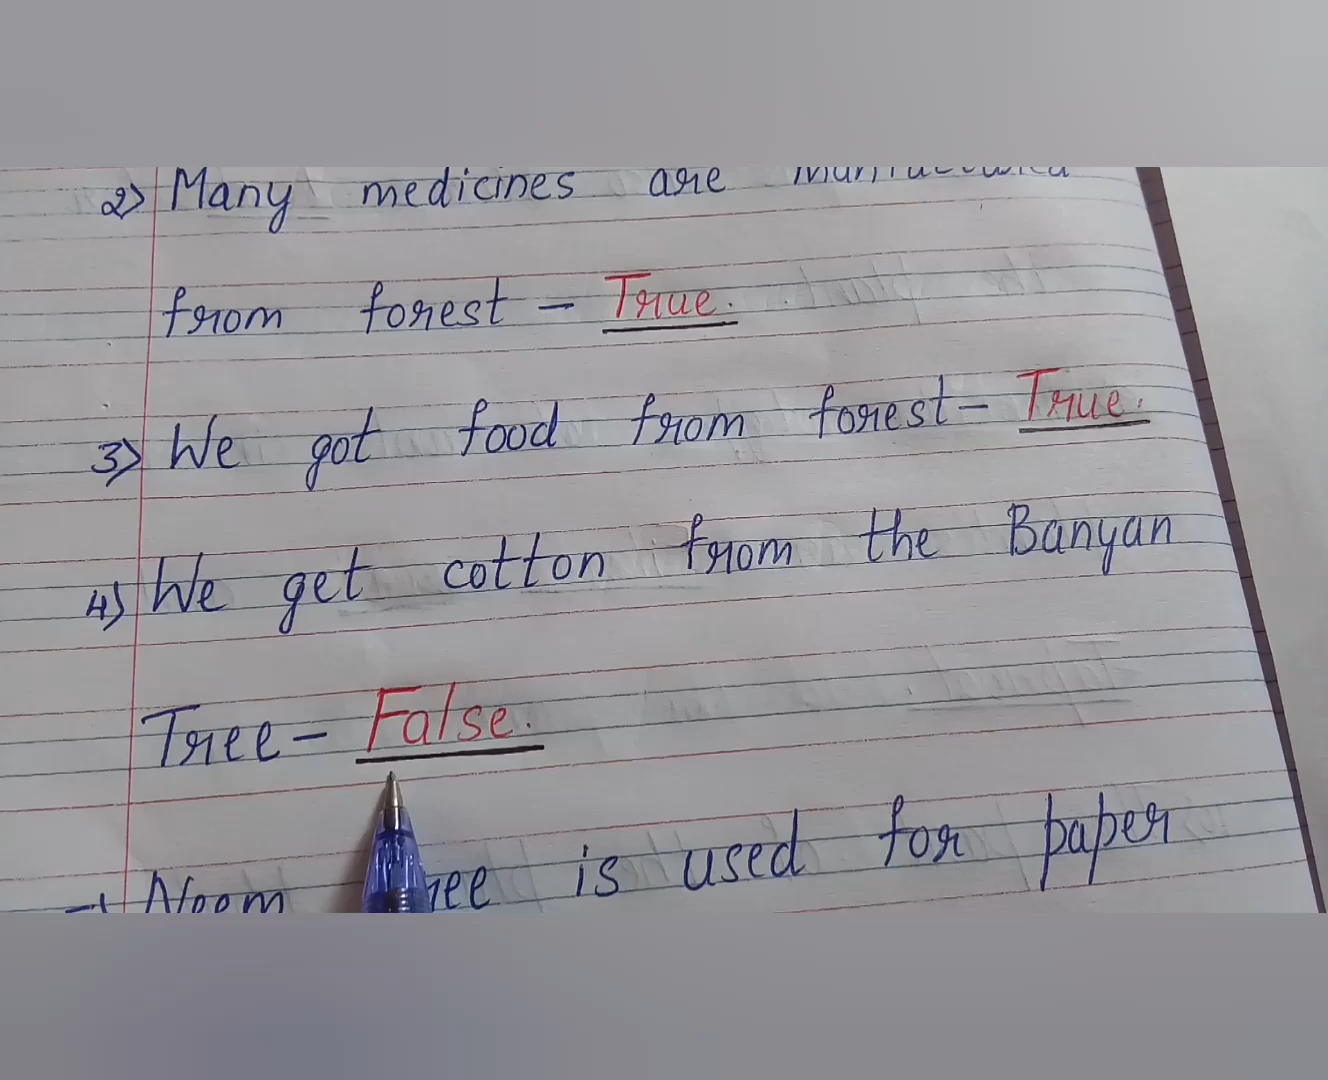 2) Many medicines are
from forest - True.
3) We got food from forest - True.
4) We get cotton from the Banyan
Tree - False.
Neem is used for paper